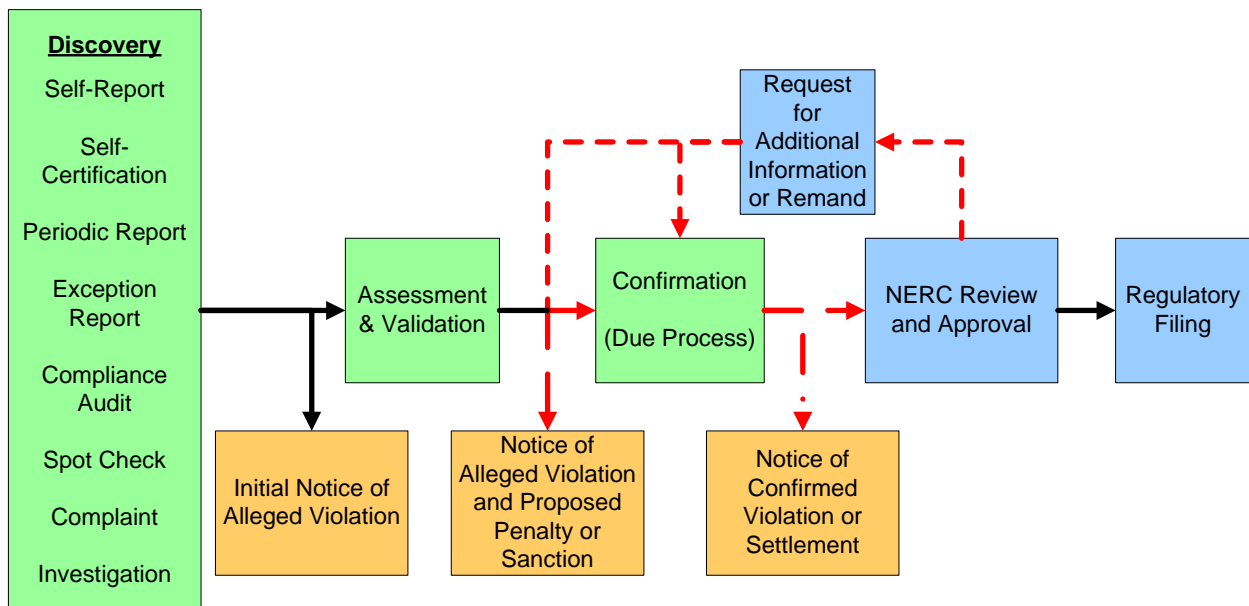 Discovery
Self-Report
Self-
Certification
Periodic Report
Exception
Report
Compliance
Audit
Spot Check
Complaint
Investigation
Assessment
& Validation
Initial Notice of
Alleged Violation
Notice of
Alleged Violation
and Proposed
Penalty or
Sanction
Confirmation
(Due Process)
Notice of
Confirmed
Violation or
Settlement
Request
for
Additional
Information
or Remand
NERC Review
and Approval
Regulatory
Filing